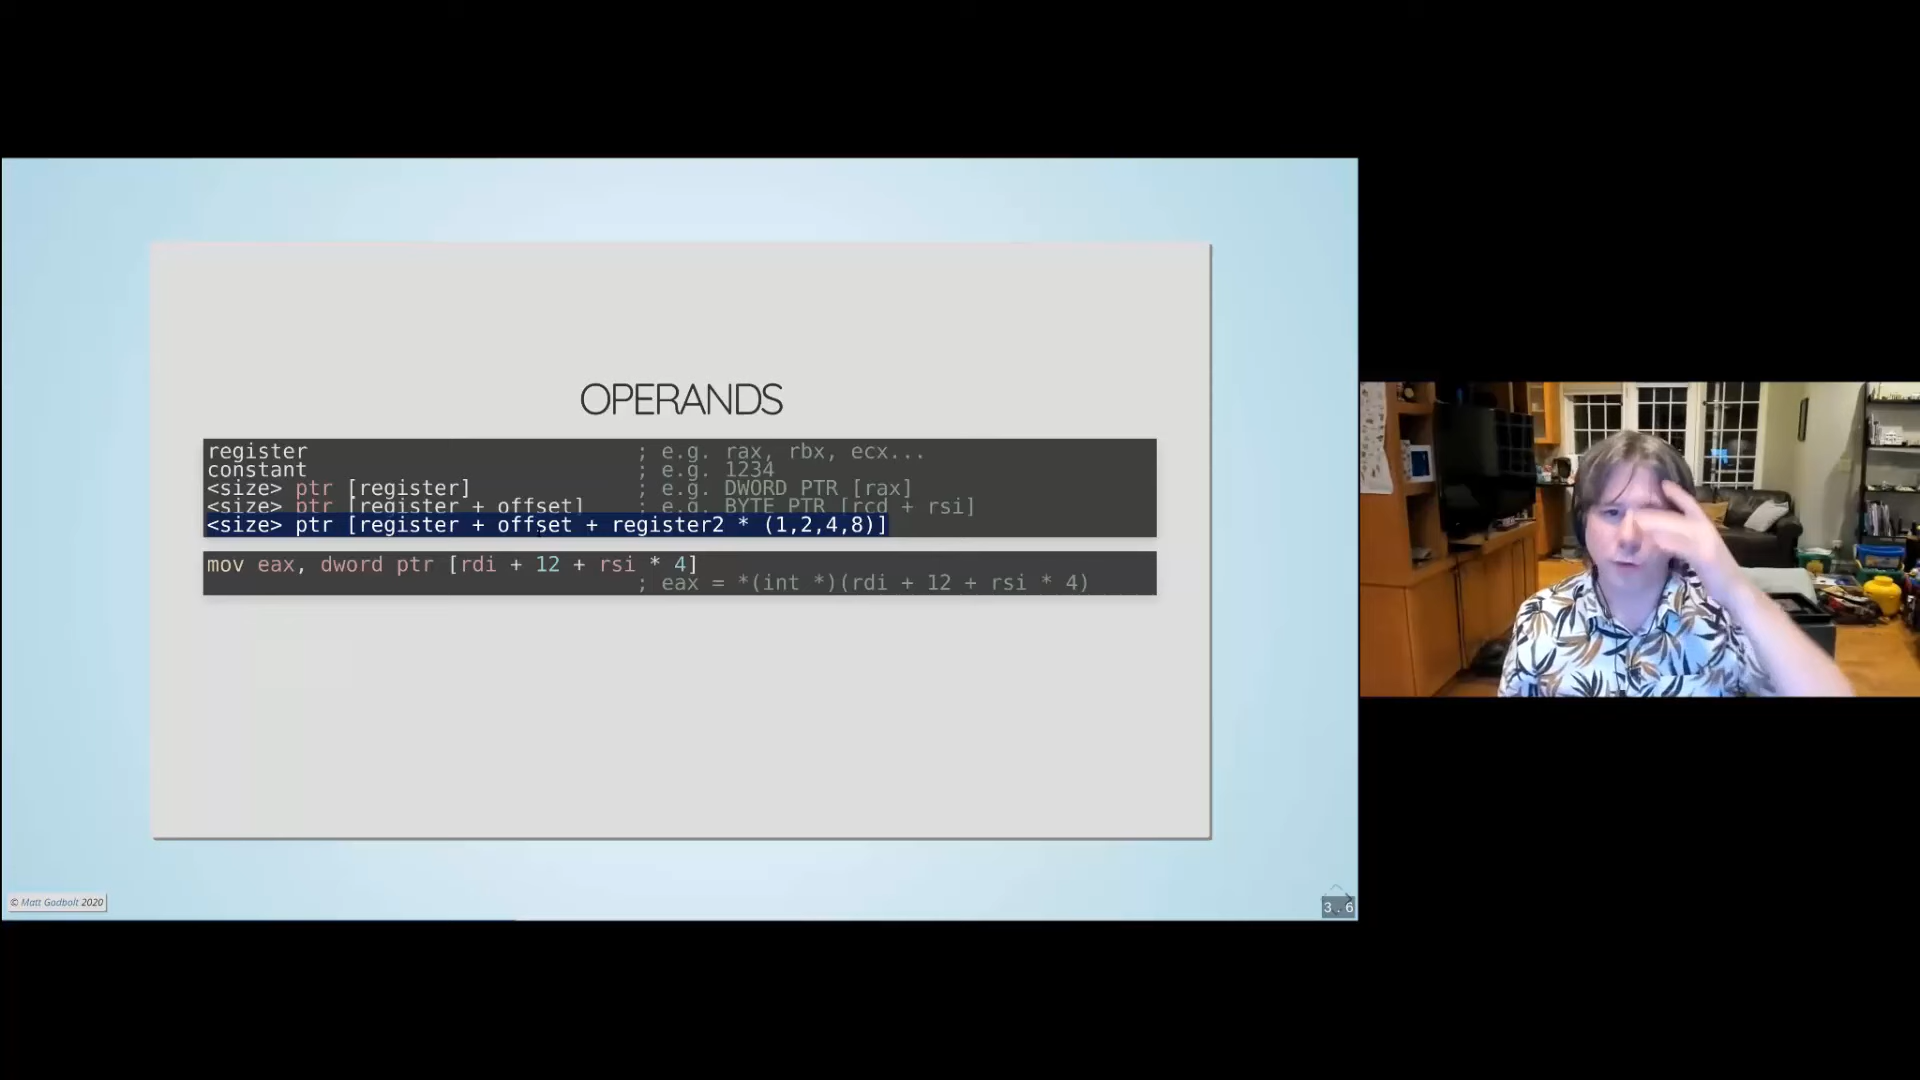 OPERANDS
register ; e.g. rax, rbx, ecx...
constant ; e.g. 1234
<size> ptr [register] ; e.g. DWORD PTR [rax]
<size> ptr [register + offset] ; e.g. BYTE PTR [rcd + rsi]
<size> ptr [register + offset + register2 * (1,2,4,8)]
mov eax, dword ptr [rdi + 12 + rsi * 4]
; eax = *(int *)(rdi + 12 + rsi * 4)
© Matt Godbolt 2020
3.6